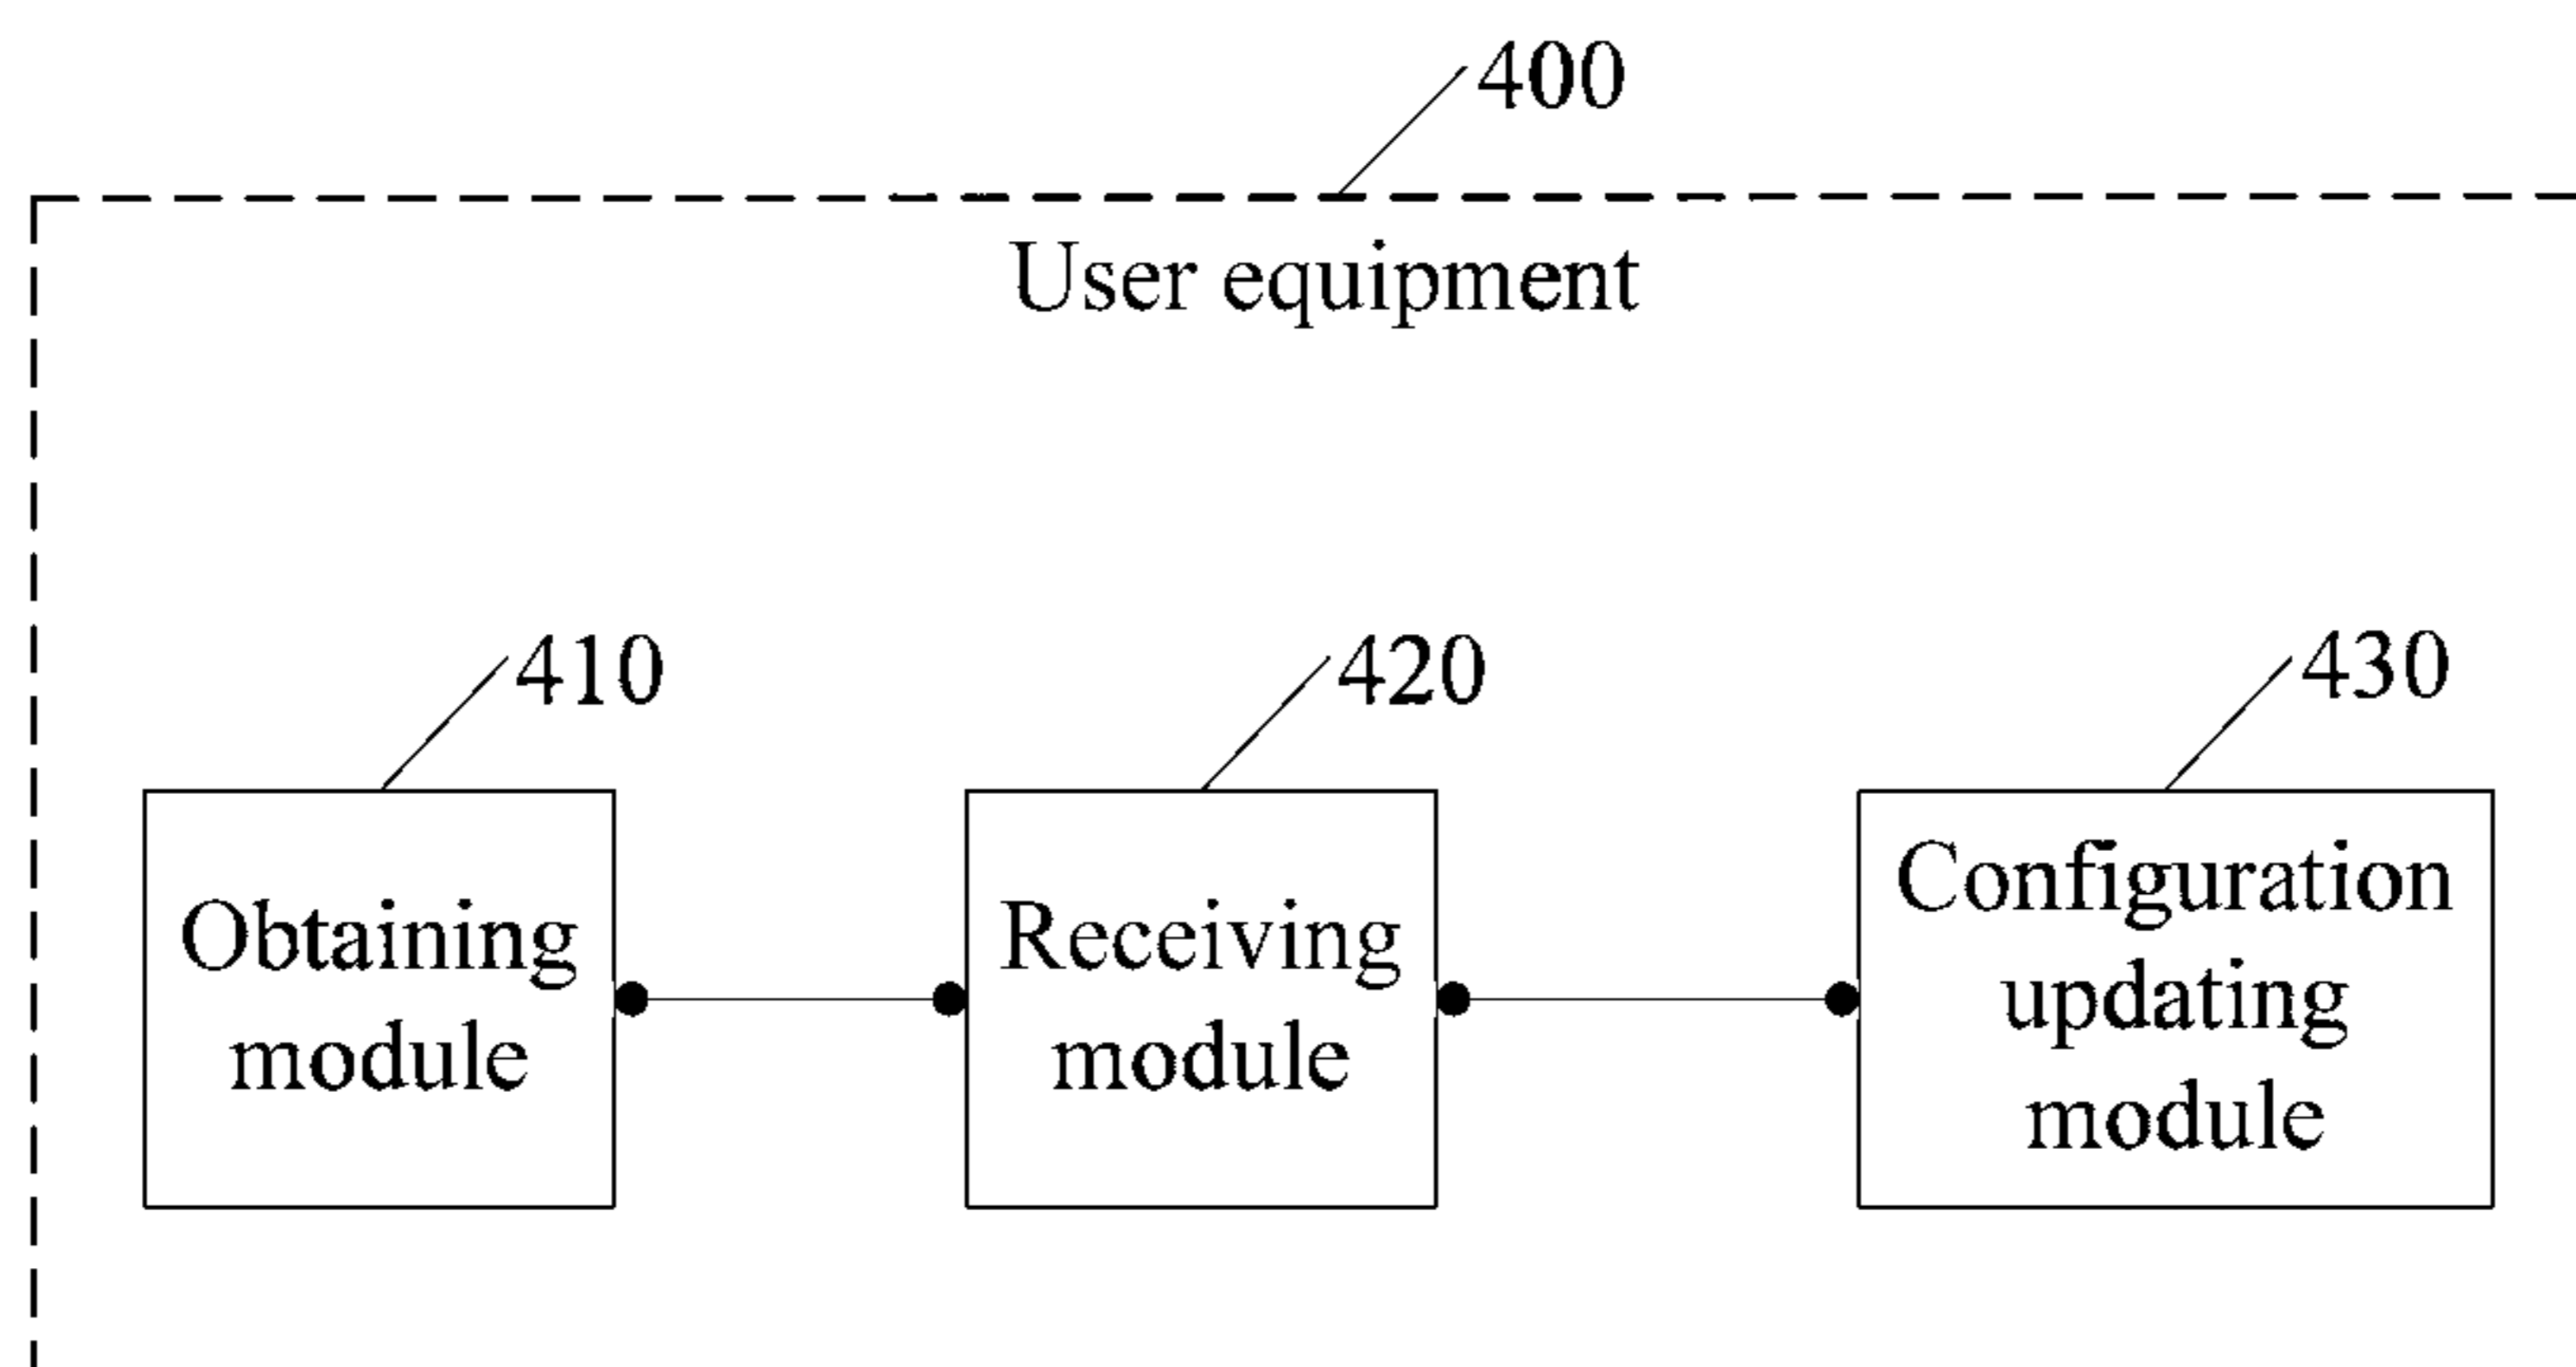 400
User equipment
410
420
430
Obtaining
module
Receiving
module
Configuration
updating
module